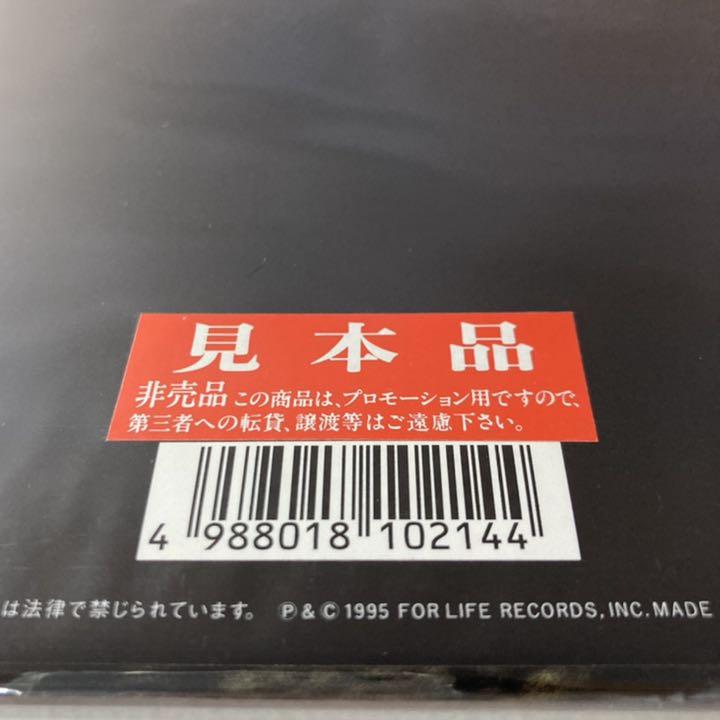 見本品
非売品 この商品は、プロモーション用ですので、
第三者への転貸、譲渡等はご遠慮下さい。
4 988018 102144
は法律で禁じられています。 Ⓟ & © 1995 FOR LIFE RECORDS, INC. MADE